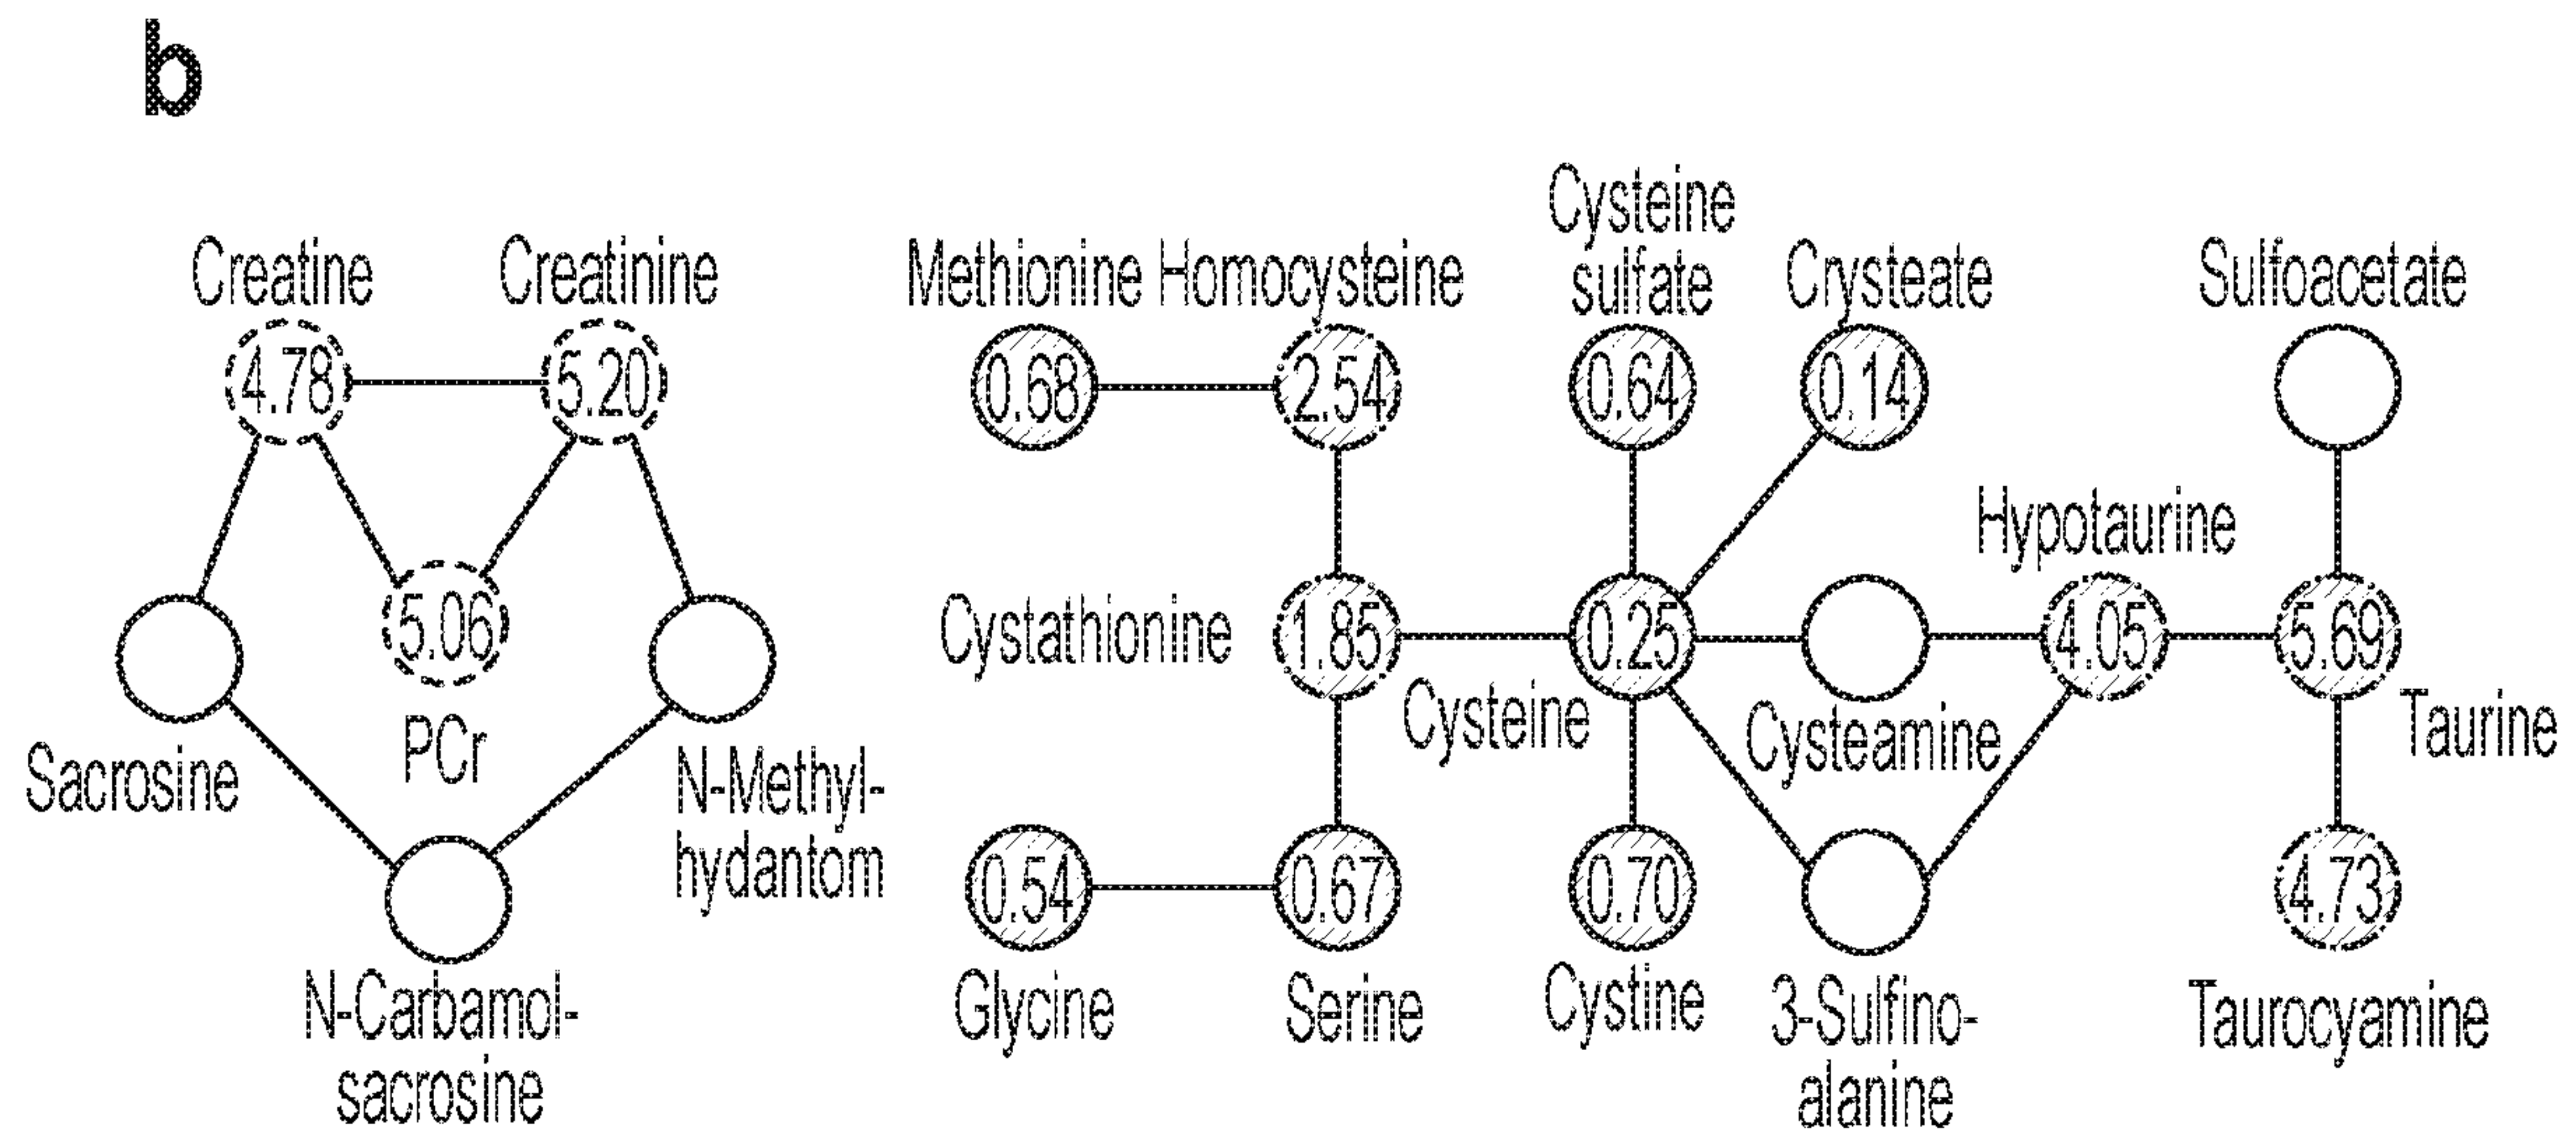 b
Creatine
Creatinine
4.78
5.20
5.06
Sacrosine
PCr
N-Methyl-
hydantom
N-Carbamol-
sacrosine
Methionine
Homocysteine
Cysteine
sulfate
Crysteate
Sulfoacetate
0.68
2.54
0.64
0.14
Hypotaurine
Cystathionine
1.85
0.25
4.05
5.69
Cysteine
Cysteamine
Taurine
0.54
0.67
0.70
4.73
Glycine
Serine
Cystine
3-Sulfino-
alanine
Taurocyamine